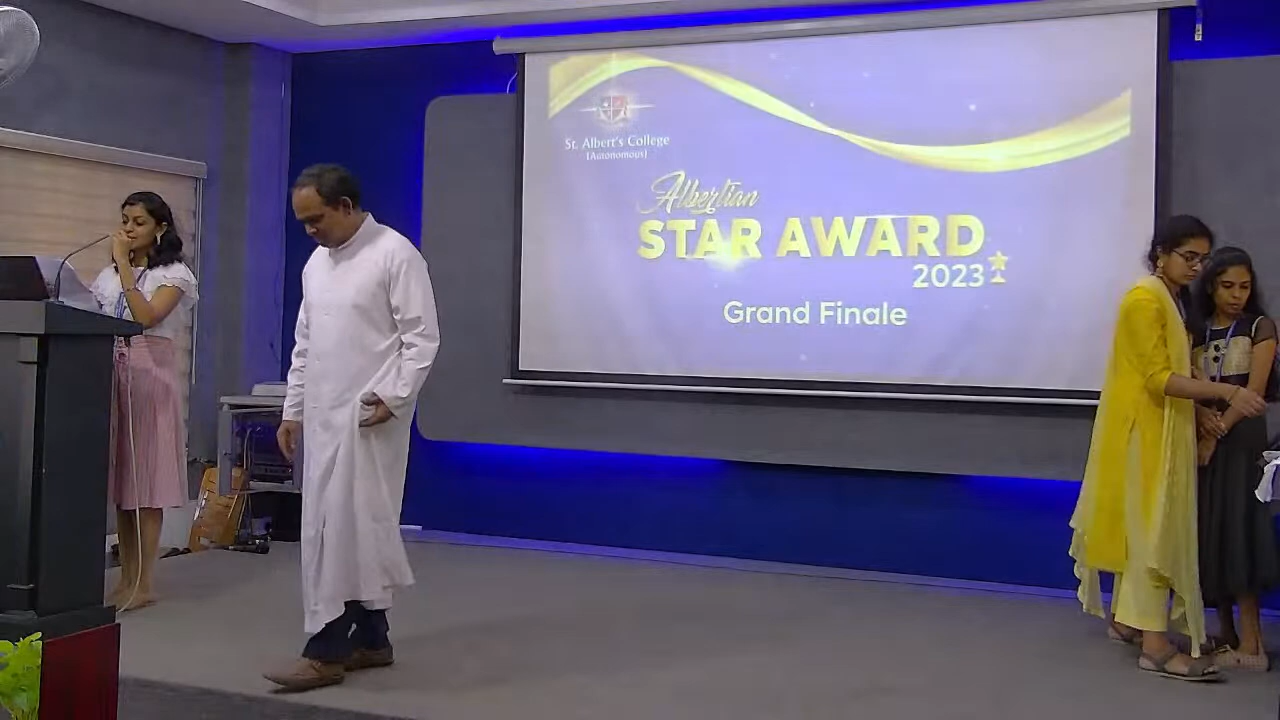 St. Albert's College
(Autonomous)
Albertian
STAR AWARD
2023
Grand Finale